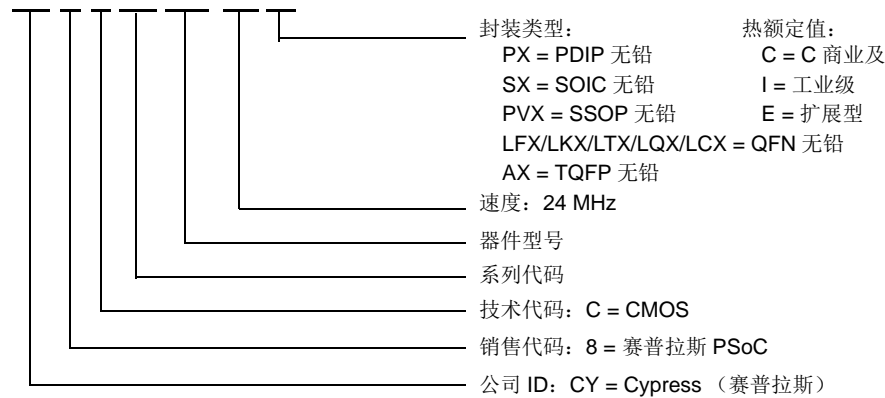 封装类型： 热额定值：
PX = PDIP 无铅 C = C 商业及
SX = SOIC 无铅 I = 工业级
PVX = SSOP 无铅 E = 扩展型
LFX/LKX/LTX/LQX/LCX = QFN 无铅
AX = TQFP 无铅
速度：24 MHz
器件型号
系列代码
技术代码：C = CMOS
销售代码：8 = 赛普拉斯 PSoC
公司 ID：CY = Cypress （赛普拉斯）